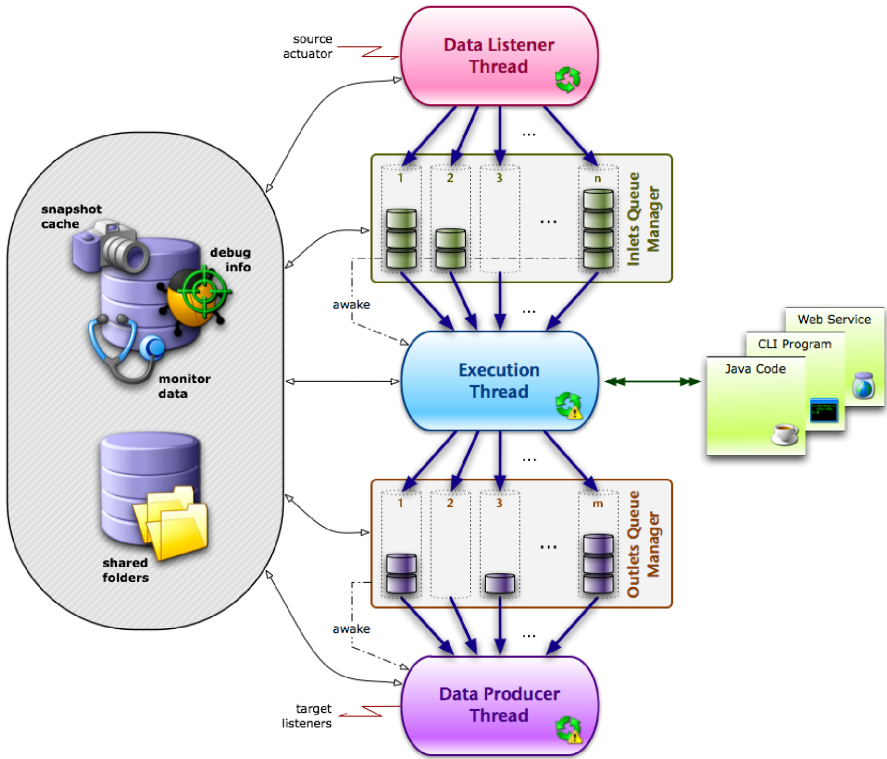 source
actuator
Data Listener
Thread
...
1
2
3
n
...
Inlets Queue
Manager
snapshot
cache
debug
info
monitor
data
shared
folders
awake
...
Execution
Thread
Web Service
CLI Program
Java Code
...
1
2
3
m
...
Outlets Queue
Manager
awake
...
Data Producer
Thread
target
listeners